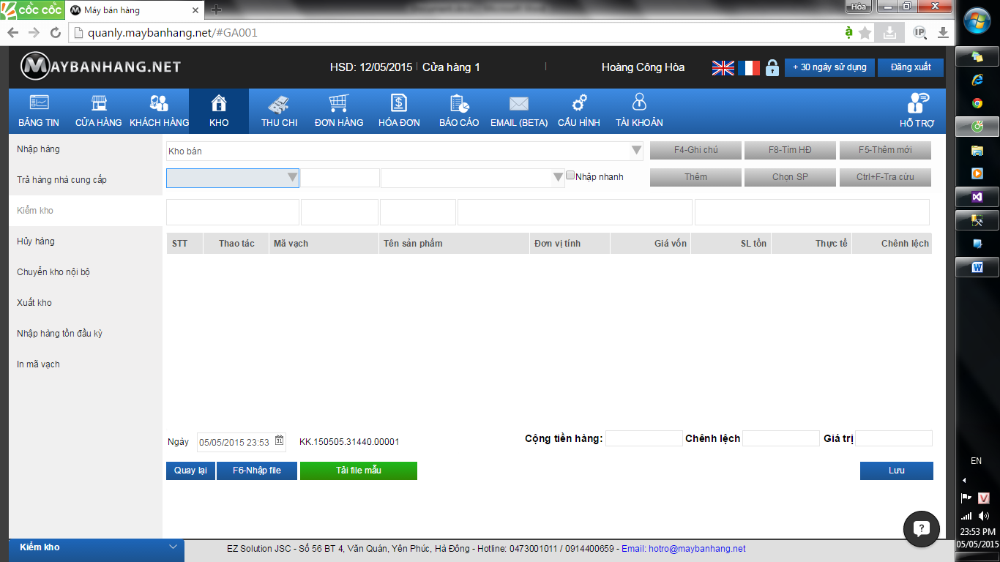 cốc cốc
Máy bán hàng
Hòa
quanly.maybanhang.net/#GA001
MAYBANHANG.NET
HSD: 12/05/2015 | Cửa hàng 1 | Hoàng Công Hòa
+ 30 ngày sử dụng
Đăng xuất
BẢNG TIN
CỬA HÀNG
KHÁCH HÀNG
KHO
THU CHI
ĐƠN HÀNG
HÓA ĐƠN
BÁO CÁO
EMAIL (BETA)
CẤU HÌNH
TÀI KHOẢN
HỖ TRỢ
Nhập hàng
Trả hàng nhà cung cấp
Kiểm kho
Hủy hàng
Chuyển kho nội bộ
Xuất kho
Nhập hàng tồn đầu kỳ
In mã vạch
Kho bán
F4-Ghi chú
F8-Tìm HĐ
F5-Thêm mới
Nhập nhanh
Thêm
Chọn SP
Ctrl+F-Tra cứu
STT
Thao tác
Mã vạch
Tên sản phẩm
Đơn vị tính
Giá vốn
SL tồn
Thực tế
Chênh lệch
Ngày
05/05/2015 23:53
31
KK.150505.31440.00001
Cộng tiền hàng:
Chênh lệch
Giá trị
Quay lại
F6-Nhập file
Tải file mẫu
Lưu
Kiểm kho
EZ Solution JSC - Số 56 BT 4, Văn Quán, Yên Phúc, Hà Đông - Hotline: 0473001011 / 0914400659 - Email: hotro@maybanhang.net
EN
23:53 PM
05/05/2015